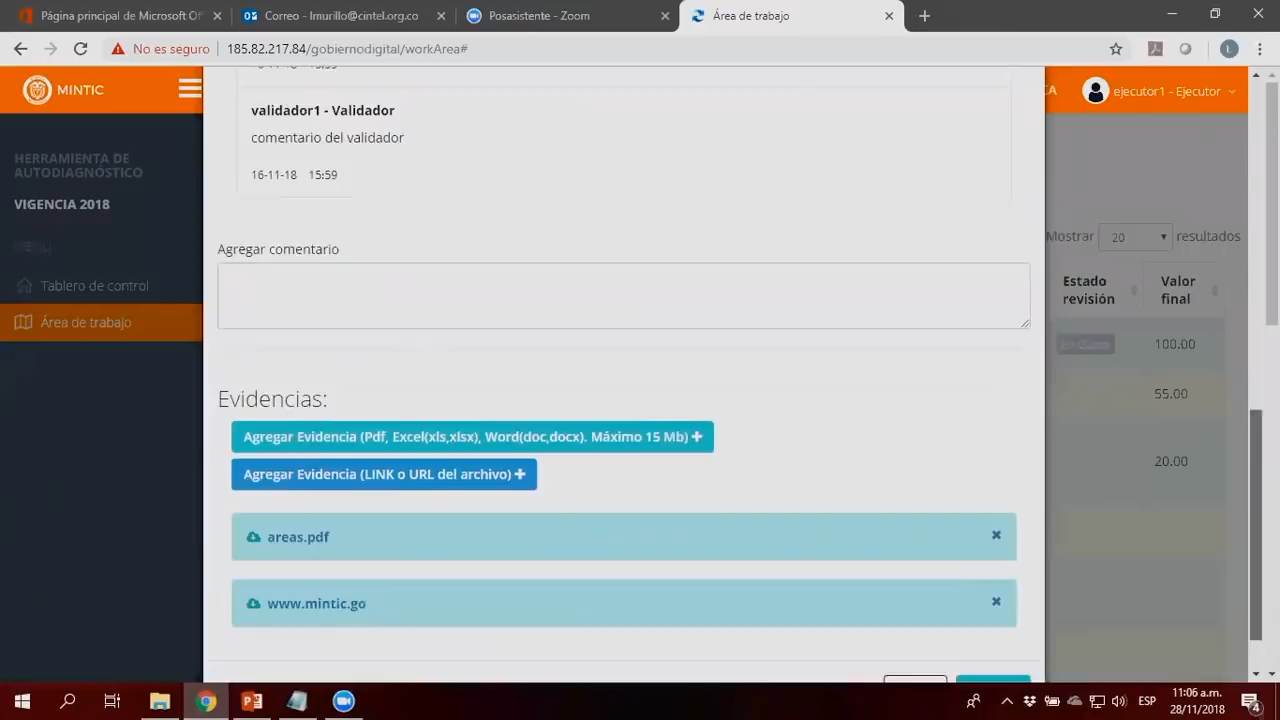 Página principal de Microsoft Of
Correo - lmurillo@cintel.org.co
Posasistente - Zoom
Área de trabajo
No es seguro
185.82.217.84/gobiernodigital/workArea#
MINTIC
CA
ejecutor1 - Ejecutor
HERRAMIENTA DE
AUTODIAGNÓSTICO
VIGENCIA 2018
MENU
Tablero de control
Área de trabajo
validador1 - Validador
comentario del validador
16-11-18 15:59
Agregar comentario
Evidencias:
Agregar Evidencia (Pdf, Excel(xls,xlsx), Word(doc,docx). Máximo 15 Mb)
Agregar Evidencia (LINK o URL del archivo)
areas.pdf
www.mintic.go
Mostrar 20 resultados
Estado
revisión
Valor
final
100.00
55.00
20.00
ESP
11:06 a.m.
28/11/2018
4